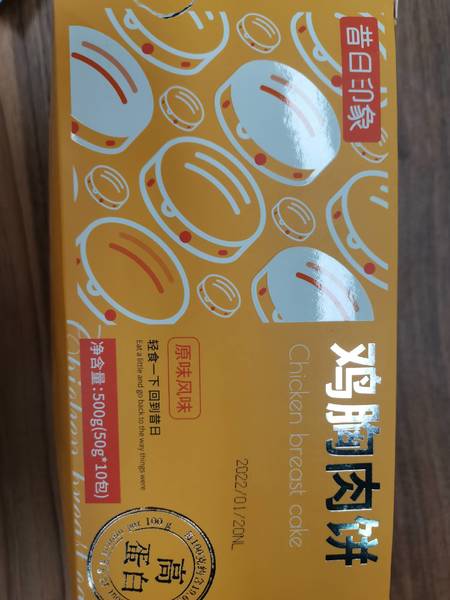 昔日印象
鸡胸肉饼
Chicken breast cake
2022/01/20NL
原味风味
轻食一下 回到昔日
Eat a little and go back to the way things were
净含量:500g(50g*10包)
高
蛋白